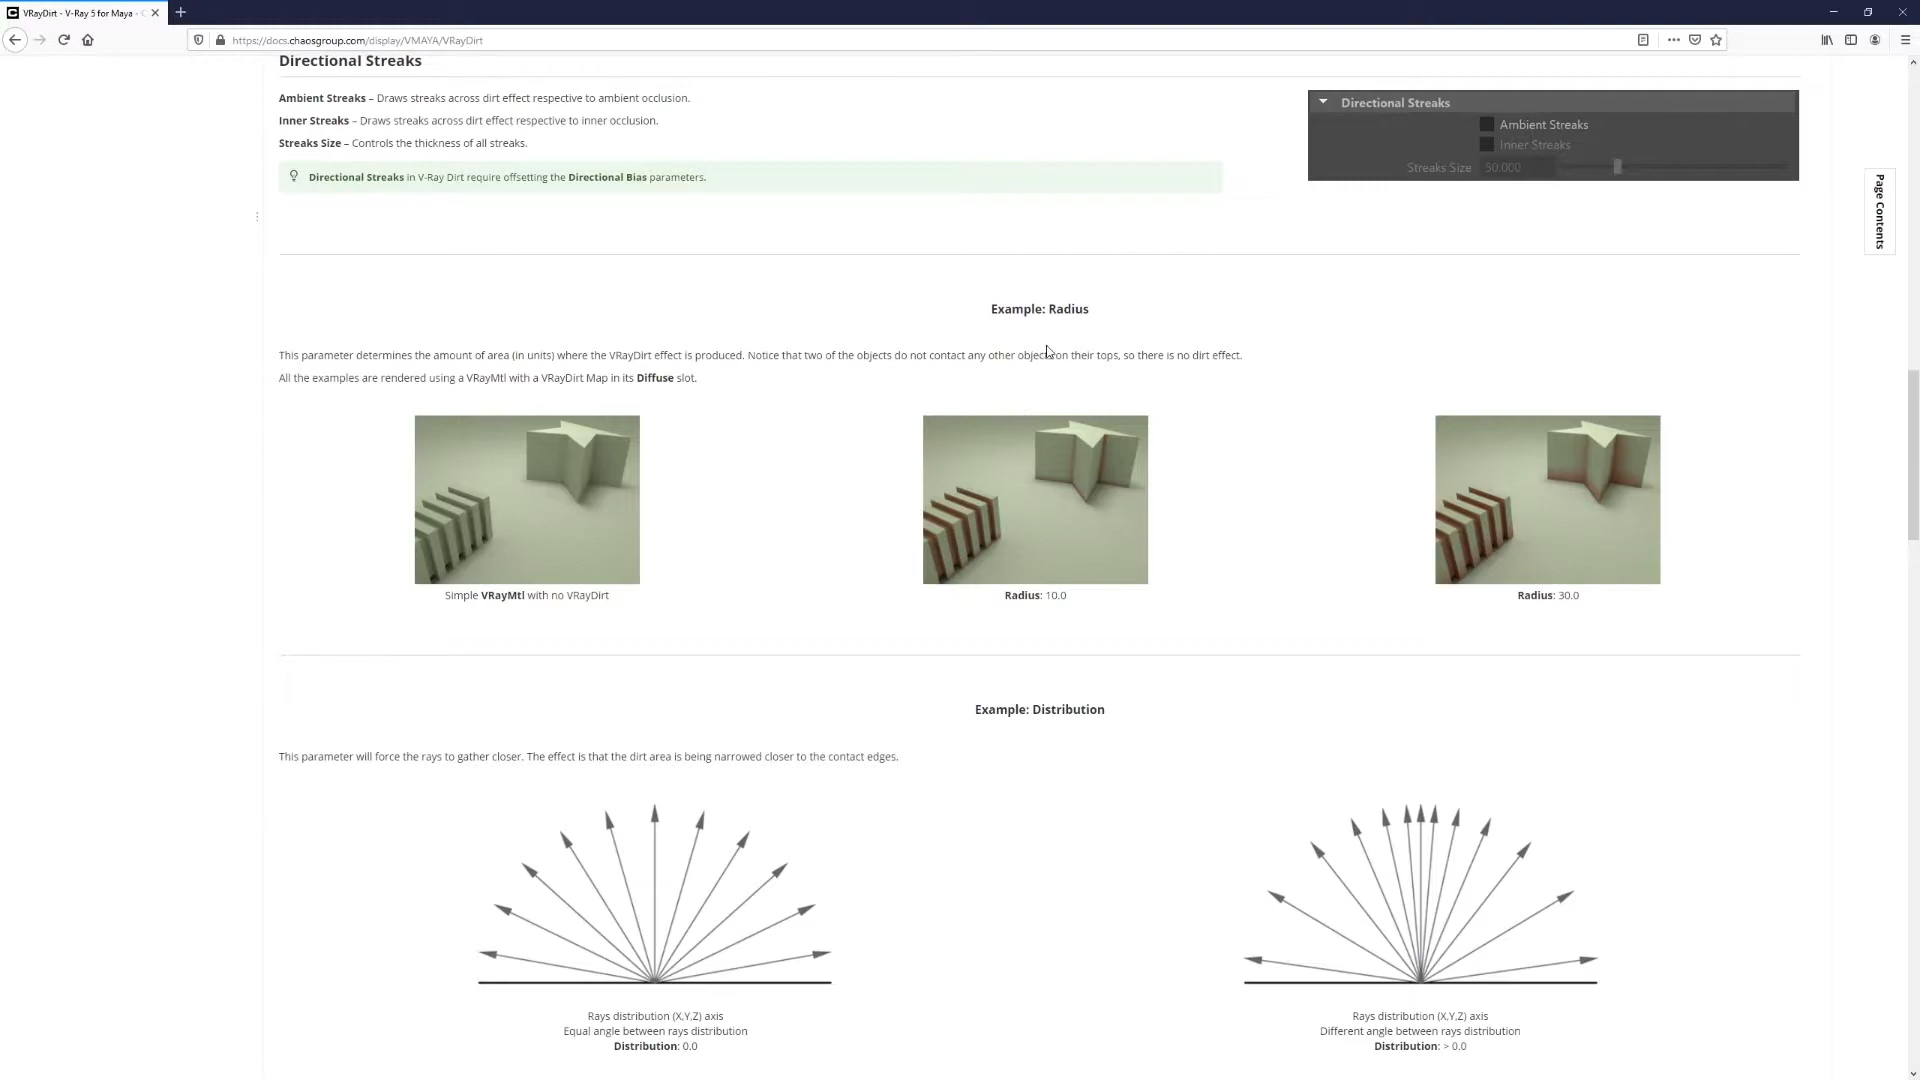 VRayDirt - V-Ray 5 for Maya -
https://docs.chaosgroup.com/display/VMAYA/VRayDirt
Directional Streaks
Ambient Streaks – Draws streaks across dirt effect respective to ambient occlusion.
Inner Streaks – Draws streaks across dirt effect respective to inner occlusion.
Streaks Size – Controls the thickness of all streaks.
Directional Streaks in V-Ray Dirt require offsetting the Directional Bias parameters.
Directional Streaks
Ambient Streaks
Inner Streaks
Streaks Size 50.000
Page Contents
Example: Radius
This parameter determines the amount of area (in units) where the VRayDirt effect is produced. Notice that two of the objects do not contact any other objects on their tops, so there is no dirt effect.
All the examples are rendered using a VRayMtl with a VRayDirt Map in its Diffuse slot.
Simple VRayMtl with no VRayDirt
Radius: 10.0
Radius: 30.0
Example: Distribution
This parameter will force the rays to gather closer. The effect is that the dirt area is being narrowed closer to the contact edges.
Rays distribution (X,Y,Z) axis
Equal angle between rays distribution
Distribution: 0.0
Rays distribution (X,Y,Z) axis
Different angle between rays distribution
Distribution: > 0.0